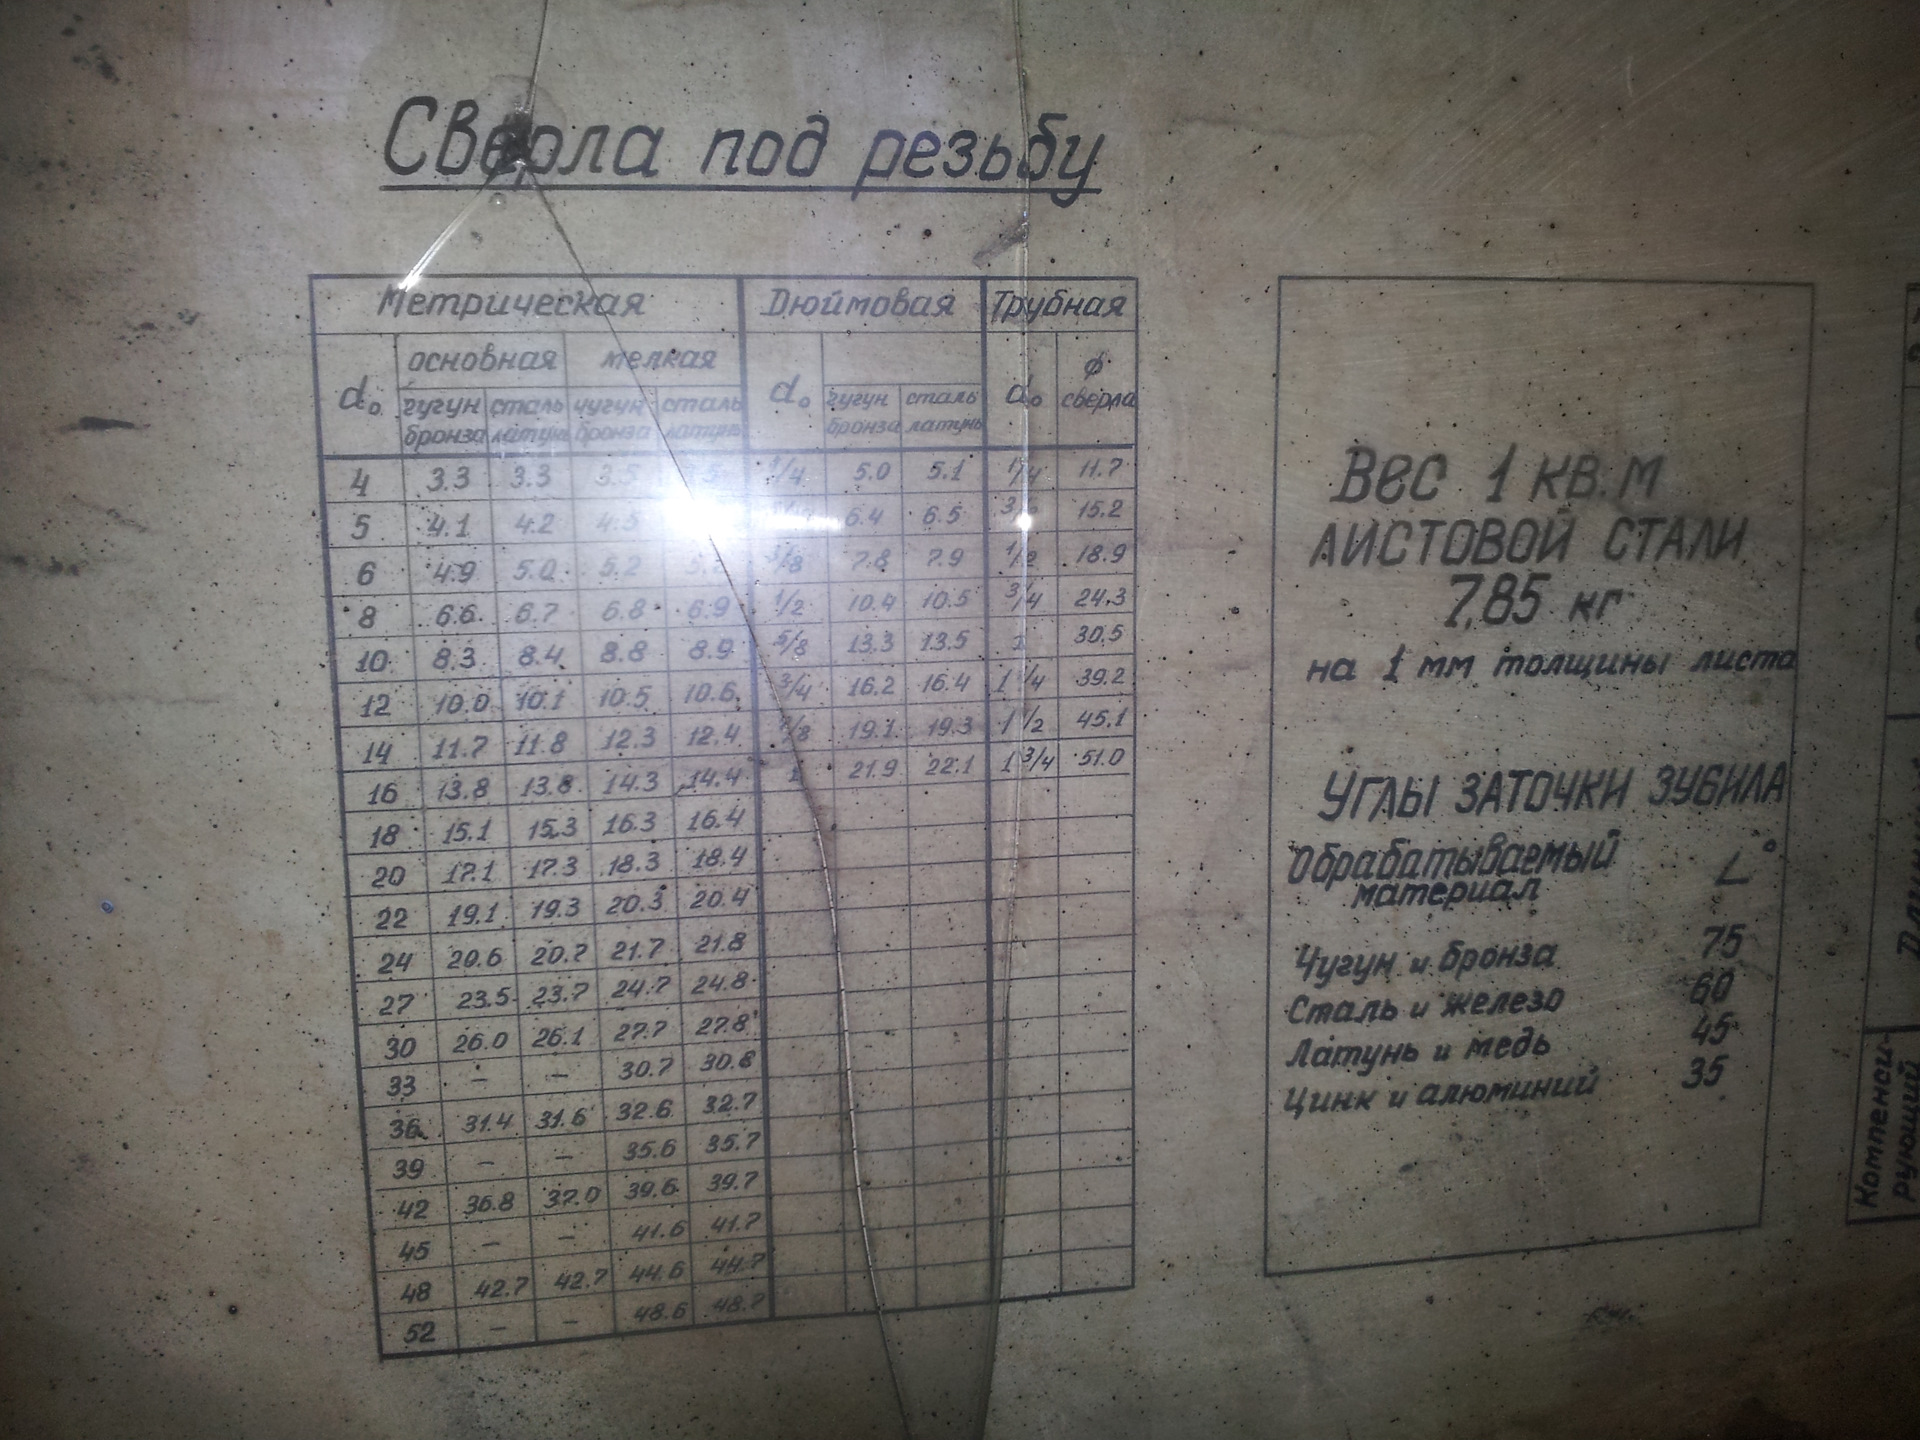 Сверла под резьбу
Метрическая Дюймовая Трубная
d₀ основная мелкая d₀ d₀ ϕ сверла
чугун сталь чугун сталь чугун сталь
бронза латунь бронза латунь бронза латунь
4 3.3 3.3 3.5 1/4 5.0 5.1 1/4 11.7
5 4.1 4.2 4.5 6.4 6.5 15.2
6 4.9 5.0 5.2 3/8 7.8 7.9 1/2 18.9
8 6.6 6.7 6.8 6.9 1/2 10.4 10.5 3/4 24.3
10 8.3 8.4 8.8 8.9 5/8 13.3 13.5 1 30.5
12 10.0 10.1 10.5 10.6 3/4 16.2 16.4 1 1/4 39.2
14 11.7 11.8 12.3 12.4 7/8 19.1 19.3 1 1/2 45.1
16 13.8 13.8 14.3 14.4 1 21.9 22.1 1 3/4 51.0
18 15.1 15.3 16.3 16.4
20 17.1 17.3 18.3 18.4
22 19.1 19.3 20.3 20.4
24 20.6 20.7 21.7 21.8
27 23.5 23.7 24.7 24.8
30 26.0 26.1 27.7 27.8
33 – – 30.7 30.8
36 31.4 31.6 32.6 32.7
39 – – 35.6 35.7
42 36.8 37.0 39.6 39.7
45 – – 41.6 41.7
48 42.7 42.7 44.6 44.7
52 – – 48.6 48.7
Вес 1 кв.м
ЛИСТОВОЙ СТАЛИ
7,85 кг
на 1 мм толщины листа
УГЛЫ ЗАТОЧКИ ЗУБИЛА
Обрабатываемый ∠°
материал
Чугун и бронза 75
Сталь и железо 60
Латунь и медь 45
Цинк и алюминий 35
Компенси-
рующий